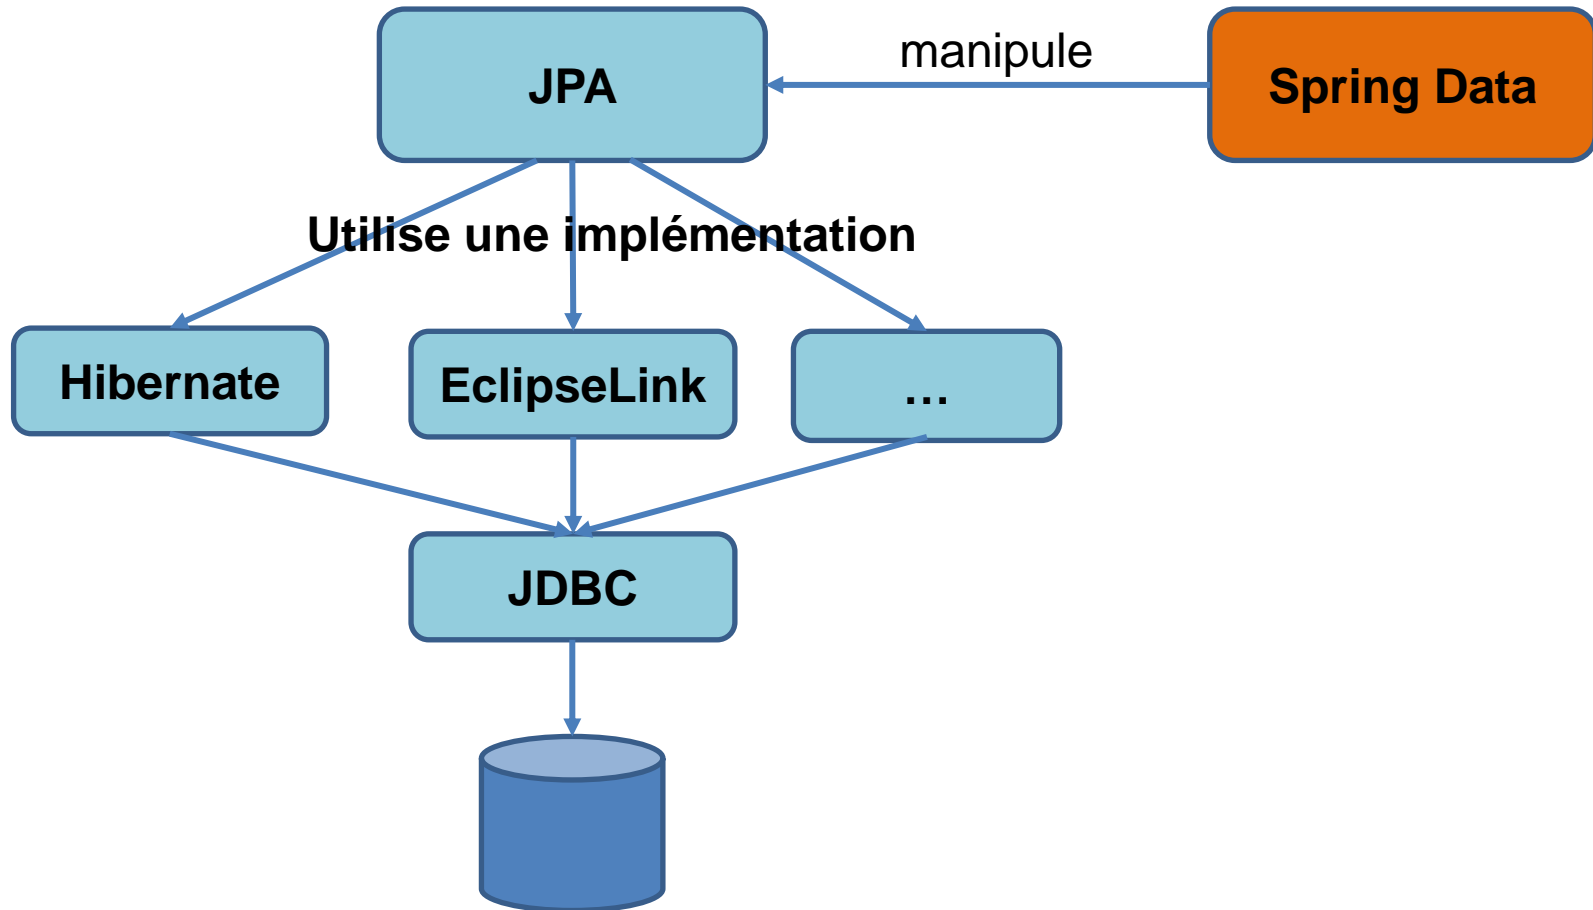 JPA
manipule
Spring Data
Utilise une implémentation
Hibernate
EclipseLink
…
JDBC